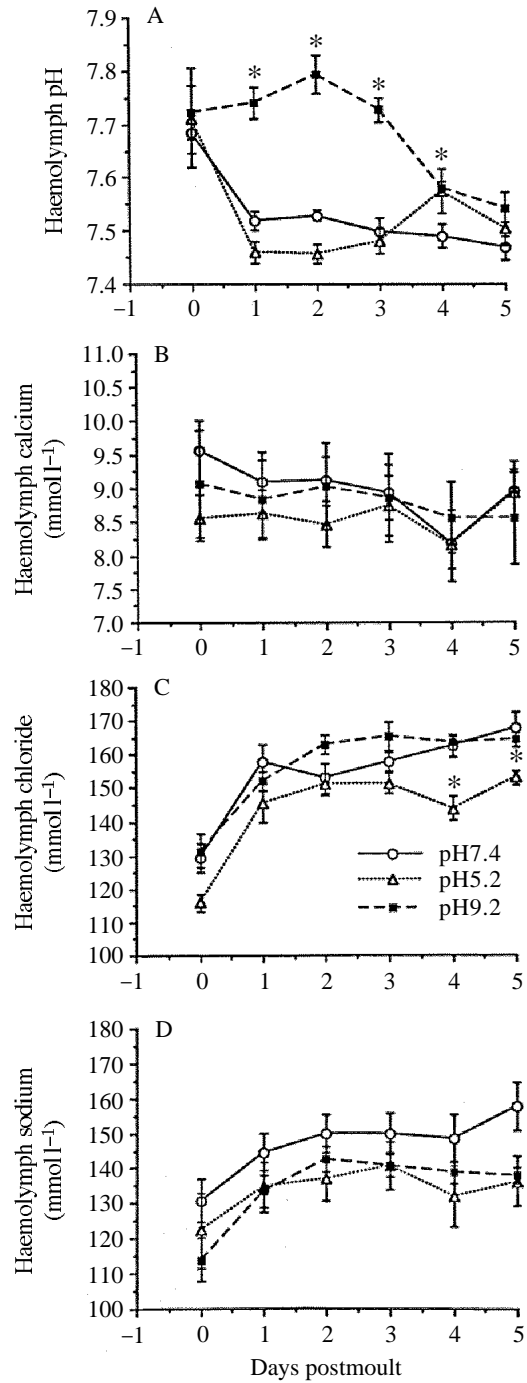 A
7.9
7.8
7.7
7.6
7.5
7.4
Haemolymph pH
* * * *
−1 0 1 2 3 4 5
B
11.0
10.5
10.0
9.5
9.0
8.5
8.0
7.5
7.0
Haemolymph calcium
(mmol l⁻¹)
−1 0 1 2 3 4 5
C
180
170
160
150
140
130
120
110
100
Haemolymph chloride
(mmol l⁻¹)
* *
pH7.4
pH5.2
pH9.2
−1 0 1 2 3 4 5
D
180
170
160
150
140
130
120
110
100
Haemolymph sodium
(mmol l⁻¹)
−1 0 1 2 3 4 5
Days postmoult